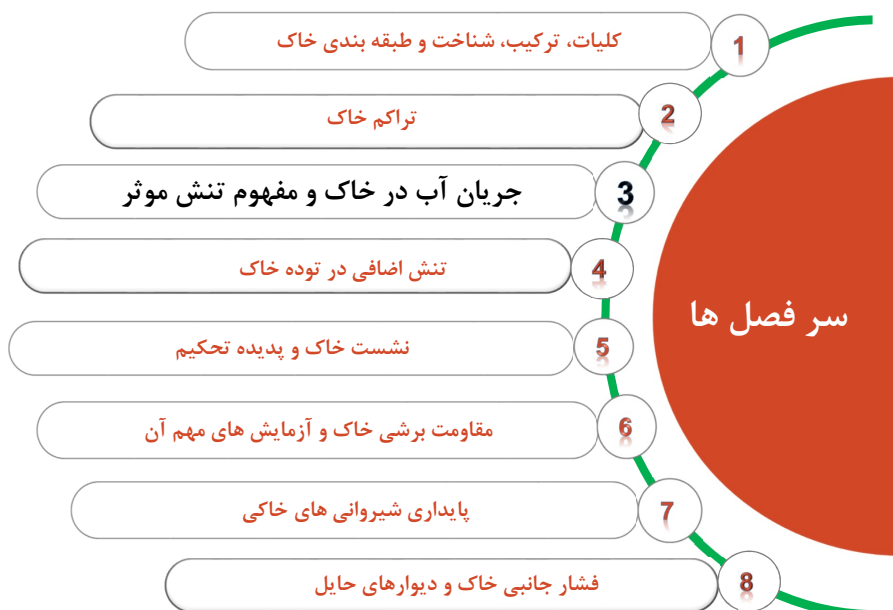 سر فصل ها
1 کلیات، ترکیب، شناخت و طبقه بندی خاک
2 تراکم خاک
3 جریان آب در خاک و مفهوم تنش موثر
4 تنش اضافی در توده خاک
5 نشست خاک و پدیده تحکیم
6 مقاومت برشی خاک و آزمایش های مهم آن
7 پایداری شیروانی های خاکی
8 فشار جانبی خاک و دیوارهای حایل